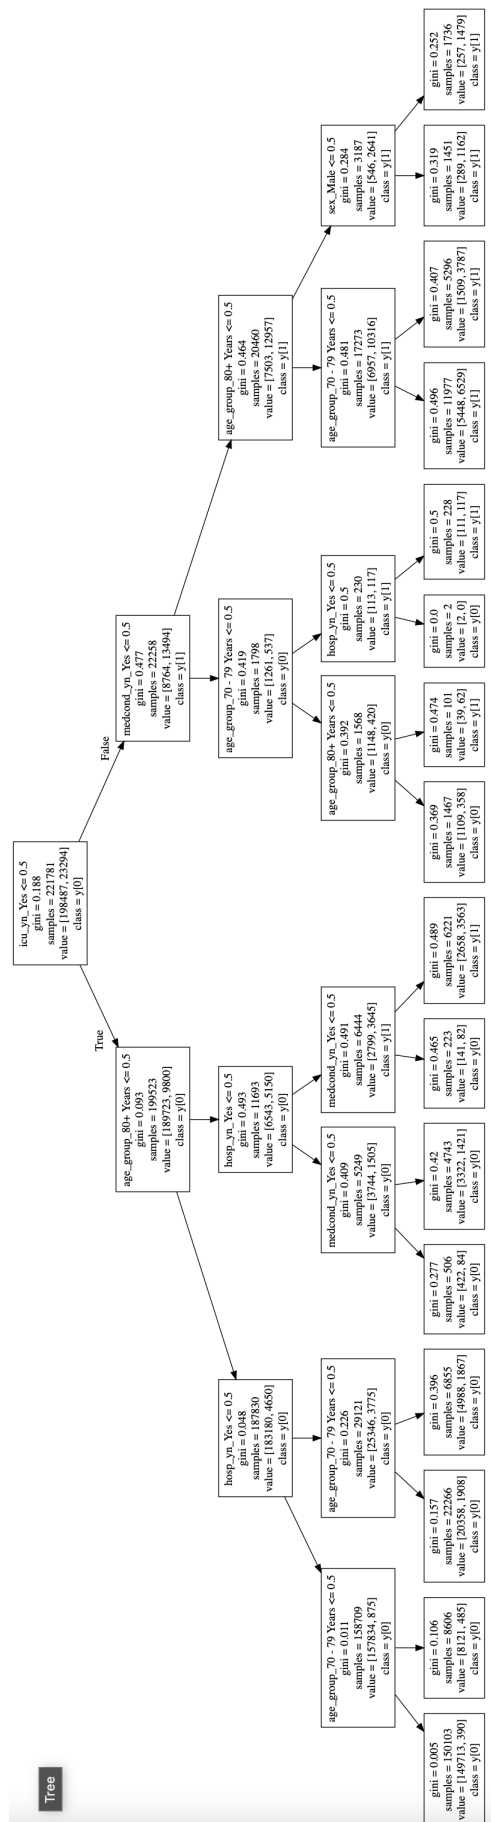 Tree
icu_yn_Yes <= 0.5
gini = 0.188
samples = 221781
value = [198487, 23294]
class = y[0]
True
False
age_group_80+ Years <= 0.5
gini = 0.093
samples = 199523
value = [189723, 9800]
class = y[0]
medcond_yn_Yes <= 0.5
gini = 0.477
samples = 22258
value = [8764, 13494]
class = y[1]
hosp_yn_Yes <= 0.5
gini = 0.048
samples = 187830
value = [183180, 4650]
class = y[0]
hosp_yn_Yes <= 0.5
gini = 0.493
samples = 11693
value = [6543, 5150]
class = y[0]
age_group_70 - 79 Years <= 0.5
gini = 0.419
samples = 1798
value = [1261, 537]
class = y[0]
age_group_80+ Years <= 0.5
gini = 0.464
samples = 20460
value = [7503, 12957]
class = y[1]
age_group_70 - 79 Years <= 0.5
gini = 0.011
samples = 158709
value = [157834, 875]
class = y[0]
age_group_70 - 79 Years <= 0.5
gini = 0.226
samples = 29121
value = [25346, 3775]
class = y[0]
medcond_yn_Yes <= 0.5
gini = 0.409
samples = 5249
value = [3744, 1505]
class = y[0]
medcond_yn_Yes <= 0.5
gini = 0.491
samples = 6444
value = [2799, 3645]
class = y[1]
age_group_80+ Years <= 0.5
gini = 0.392
samples = 1568
value = [1148, 420]
class = y[0]
hosp_yn_Yes <= 0.5
gini = 0.5
samples = 230
value = [113, 117]
class = y[1]
age_group_70 - 79 Years <= 0.5
gini = 0.481
samples = 17273
value = [6957, 10316]
class = y[1]
sex_Male <= 0.5
gini = 0.284
samples = 3187
value = [546, 2641]
class = y[1]
gini = 0.005
samples = 150103
value = [149713, 390]
class = y[0]
gini = 0.106
samples = 8606
value = [8121, 485]
class = y[0]
gini = 0.157
samples = 22266
value = [20358, 1908]
class = y[0]
gini = 0.396
samples = 6855
value = [4988, 1867]
class = y[0]
gini = 0.277
samples = 506
value = [422, 84]
class = y[0]
gini = 0.42
samples = 4743
value = [3322, 1421]
class = y[0]
gini = 0.465
samples = 223
value = [141, 82]
class = y[0]
gini = 0.489
samples = 6221
value = [2658, 3563]
class = y[1]
gini = 0.369
samples = 1467
value = [1109, 358]
class = y[0]
gini = 0.474
samples = 101
value = [39, 62]
class = y[1]
gini = 0.0
samples = 2
value = [2, 0]
class = y[0]
gini = 0.5
samples = 228
value = [111, 117]
class = y[1]
gini = 0.496
samples = 11977
value = [5448, 6529]
class = y[1]
gini = 0.407
samples = 5296
value = [1509, 3787]
class = y[1]
gini = 0.319
samples = 1451
value = [289, 1162]
class = y[1]
gini = 0.252
samples = 1736
value = [257, 1479]
class = y[1]